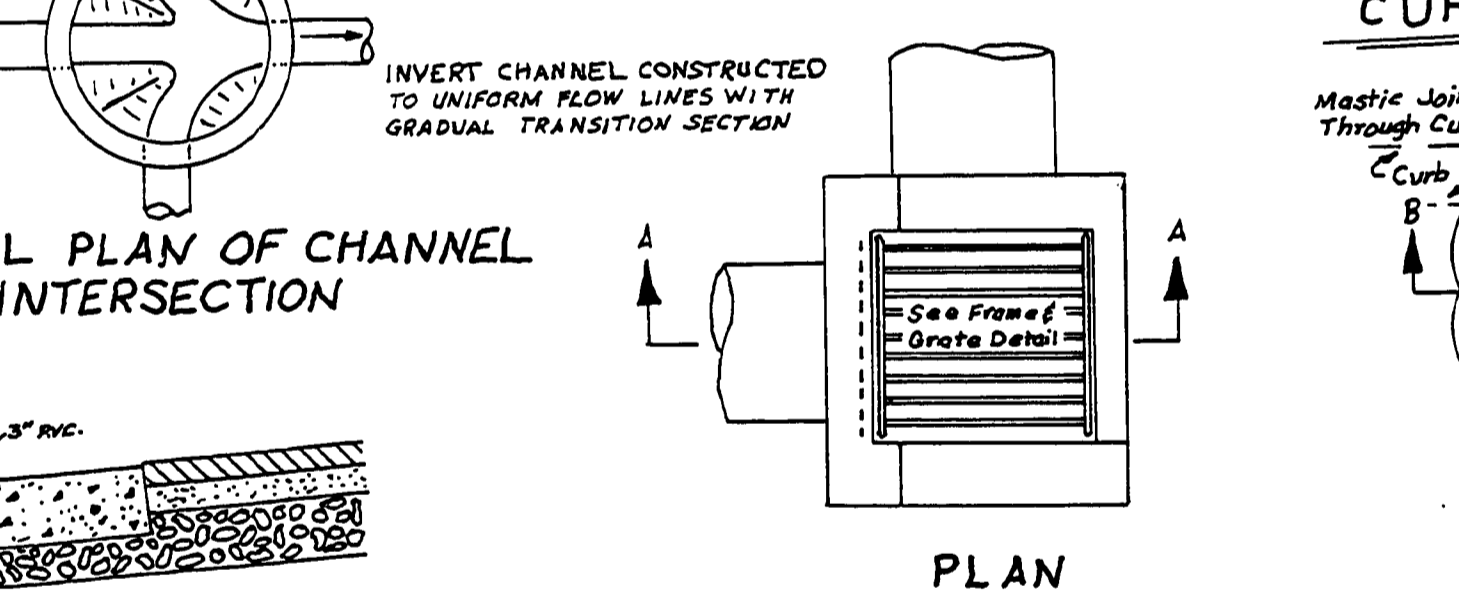 INVERT CHANNEL CONSTRUCTED
TO UNIFORM FLOW LINES WITH
GRADUAL TRANSITION SECTION
L PLAN OF CHANNEL
INTERSECTION
3" PVC.
A
A
See Frame &
Grate Detail
PLAN
CUR
Mastic Joi
Through Cu
℄ Curb
B